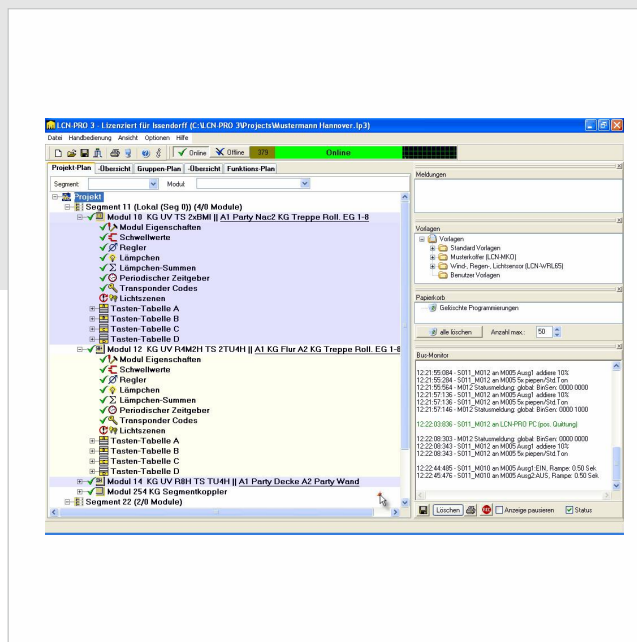 LCN-PRO 3 - Lizenziert für Issendorff (C:\LCN-PRO 3\Projects\Mustermann Hannover.lp3)
Datei Handbedienung Ansicht Optionen Hilfe
Online Offline 379 Online
Projekt-Plan -Übersicht Gruppen-Plan -Übersicht Funktions-Plan
Segment: Modul:
Projekt
Segment 11 (Lokal (Seg 0)) (4/0 Module)
Modul 10 KG UV TS 2xBMI || A1 Party Nac2 KG Treppe Roll. EG 1-8
Modul Eigenschaften
Schwellwerte
Regler
Lämpchen
Lämpchen-Summen
Periodischer Zeitgeber
Transponder Codes
Lichtszenen
Tasten-Tabelle A
Tasten-Tabelle B
Tasten-Tabelle C
Tasten-Tabelle D
Modul 12 KG UV R4M2H TS 2TU4H || A1 KG Flur A2 KG Treppe Roll. EG 1-8
Modul Eigenschaften
Schwellwerte
Regler
Lämpchen
Lämpchen-Summen
Periodischer Zeitgeber
Transponder Codes
Lichtszenen
Tasten-Tabelle A
Tasten-Tabelle B
Tasten-Tabelle C
Tasten-Tabelle D
Modul 14 KG UV R8H TS TU4H || A1 Party Decke A2 Party Wand
Modul 254 KG Segmentkoppler
Segment 22 (2/0 Module)
Meldungen
Vorlagen
Vorlagen
Standard Vorlagen
Musterkoffer (LCN-MKO)
Wind-, Regen-, Lichtsensor (LCN-WRL65)
Benutzer Vorlagen
Papierkorb
Gelöschte Programmierungen
alle löschen Anzahl max.: 50
Bus-Monitor
12:21:55:084 - S011_M012 an M005 Ausg1 addiere 10%
12:21:55:284 - S011_M012 an M005 5x piepen/Std.Ton
12:21:55:564 - M012 Statusmeldung: global: BinSen: 0000 0000
12:21:57:136 - S011_M012 an M005 Ausg1 addiere 10%
12:21:57:136 - S011_M012 an M005 5x piepen/Std.Ton
12:21:57:146 - M012 Statusmeldung: global: BinSen: 0000 1000
12:22:03:836 - S011_M012 an LCN-PRO PC (pos. Quittung)
12:22:08:303 - M012 Statusmeldung: global: BinSen: 0000 0000
12:22:08:343 - S011_M012 an M005 Ausg1 addiere 10%
12:22:08:343 - S011_M012 an M005 5x piepen/Std.Ton
12:22:44:485 - S011_M010 an M005 Ausg1:EIN, Rampe: 0.50 Sek
12:22:45:476 - S011_M010 an M005 Ausg2:AUS, Rampe: 0.50 Sek
Löschen Anzeige pausieren Status